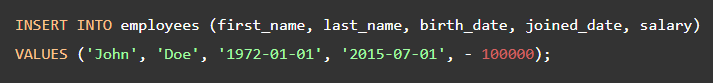 INSERT INTO employees (first_name, last_name, birth_date, joined_date, salary)
VALUES ('John', 'Doe', '1972-01-01', '2015-07-01', - 100000);